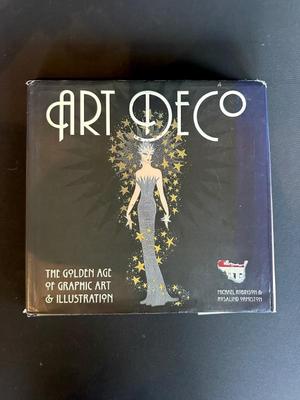 ART DECO
THE GOLDEN AGE
OF GRAPHIC ART
& ILLUSTRATION
MICHAEL ROBINSON &
ROSALIND ORMISTON